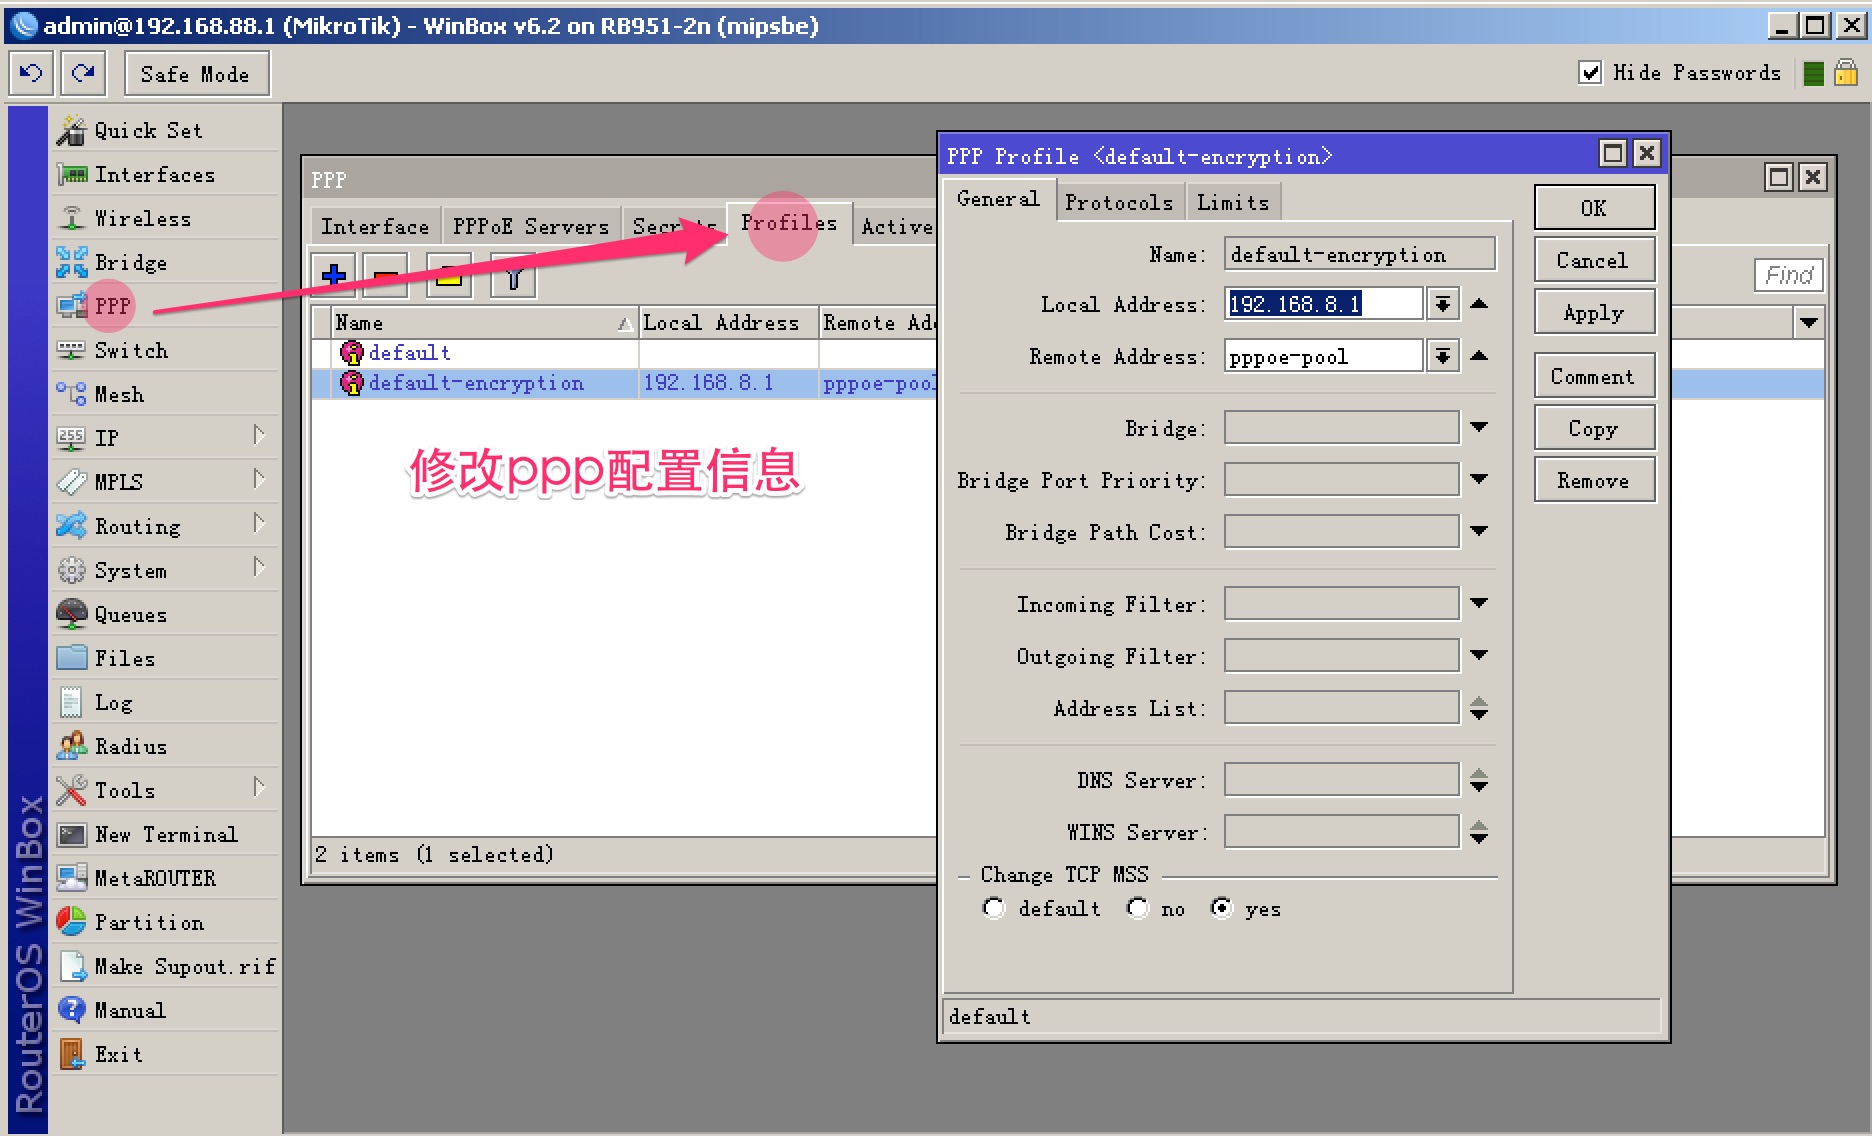 admin@192.168.88.1 (MikroTik) - WinBox v6.2 on RB951-2n (mipsbe)
Safe Mode
Hide Passwords
RouterOS WinBox
Quick Set
Interfaces
Wireless
Bridge
PPP
Switch
Mesh
IP
MPLS
Routing
System
Queues
Files
Log
Radius
Tools
New Terminal
MetaROUTER
Partition
Make Supout.rif
Manual
Exit
PPP
Interface
PPPoE Servers
Secrets
Profiles
Active
Find
Name
Local Address
Remote Add
default
default-encryption 192.168.8.1 pppoe-pool
修改ppp配置信息
2 items (1 selected)
PPP Profile <default-encryption>
General
Protocols
Limits
Name: default-encryption
Local Address: 192.168.8.1
Remote Address: pppoe-pool
Bridge:
Bridge Port Priority:
Bridge Path Cost:
Incoming Filter:
Outgoing Filter:
Address List:
DNS Server:
WINS Server:
Change TCP MSS
default no yes
OK
Cancel
Apply
Comment
Copy
Remove
default